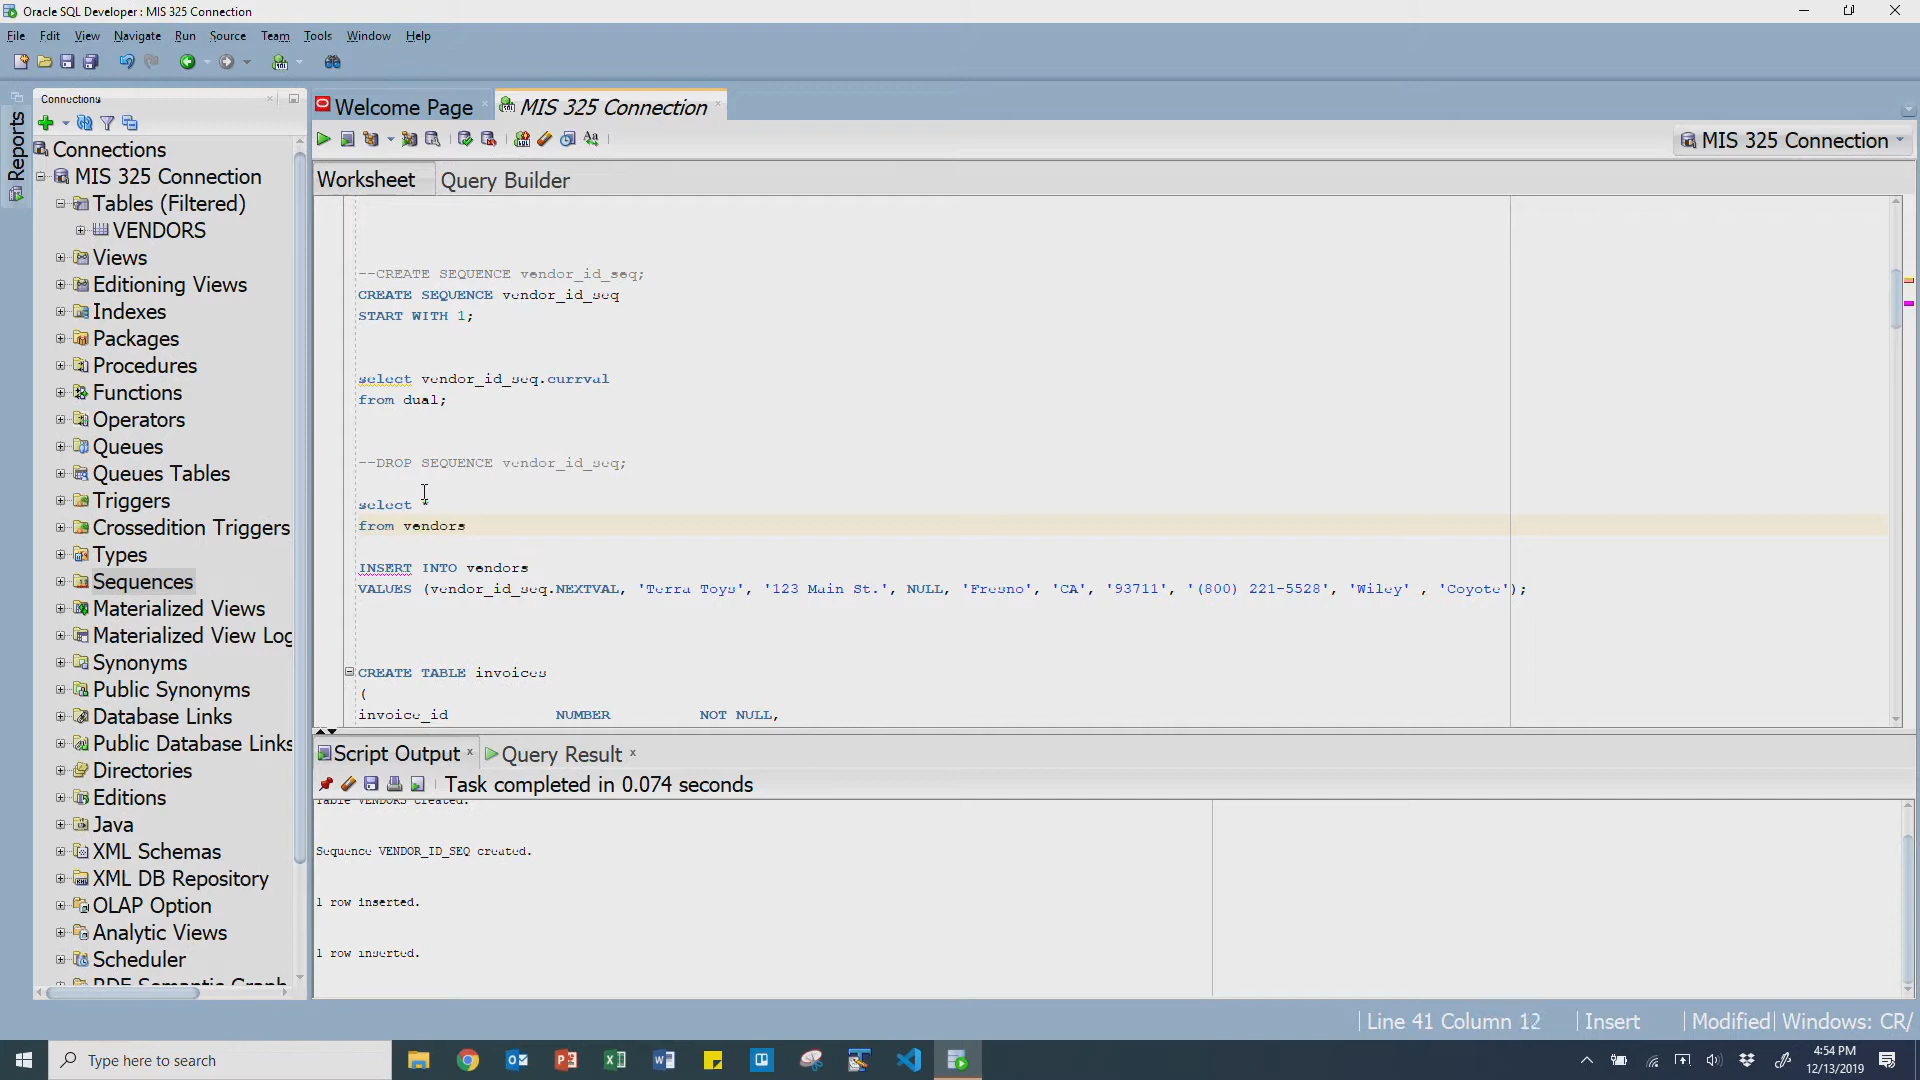 Oracle SQL Developer : MIS 325 Connection
File Edit View Navigate Run Source Team Tools Window Help
Reports
Connections
Welcome Page
MIS 325 Connection
MIS 325 Connection
Connections
MIS 325 Connection
Tables (Filtered)
VENDORS
Views
Editioning Views
Indexes
Packages
Procedures
Functions
Operators
Queues
Queues Tables
Triggers
Crossedition Triggers
Types
Sequences
Materialized Views
Materialized View Log
Synonyms
Public Synonyms
Database Links
Public Database Links
Directories
Editions
Java
XML Schemas
XML DB Repository
OLAP Option
Analytic Views
Scheduler
RDF Semantic Graph
Worksheet Query Builder
--CREATE SEQUENCE vendor_id_seq;
CREATE SEQUENCE vendor_id_seq
START WITH 1;
select vendor_id_seq.currval
from dual;
--DROP SEQUENCE vendor_id_seq;
select *
from vendors
INSERT INTO vendors
VALUES (vendor_id_seq.NEXTVAL, 'Terra Toys', '123 Main St.', NULL, 'Fresno', 'CA', '93711', '(800) 221-5528', 'Wiley' , 'Coyote');
CREATE TABLE invoices
(
invoice_id NUMBER NOT NULL,
Script Output Query Result
Task completed in 0.074 seconds
Table VENDORS created.
Sequence VENDOR_ID_SEQ created.
1 row inserted.
1 row inserted.
Line 41 Column 12 Insert Modified Windows: CR/
Type here to search
4:54 PM
12/13/2019